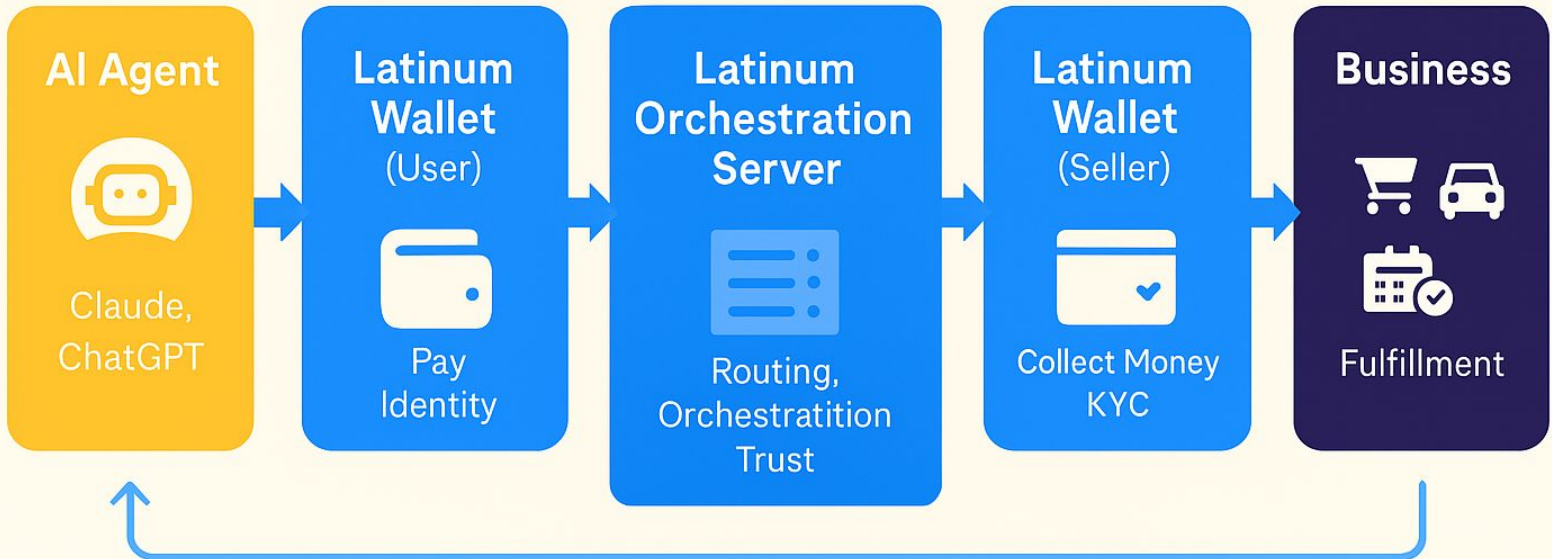 AI Agent
Claude,
ChatGPT
Latinum
Wallet
(User)
Pay
Identity
Latinum
Orchestration
Server
Routing,
Orchestratition
Trust
Latinum
Wallet
(Seller)
Collect Money
KYC
Business
Fulfillment